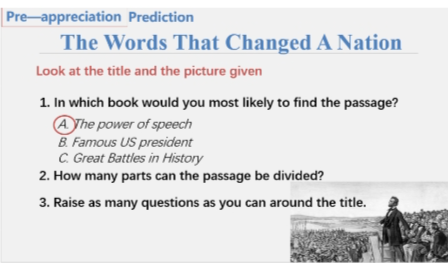 Pre—appreciation Prediction
The Words That Changed A Nation
Look at the title and the picture given
1. In which book would you most likely to find the passage?
A. The power of speech
B. Famous US president
C. Great Battles in History
2. How many parts can the passage be divided?
3. Raise as many questions as you can around the title.